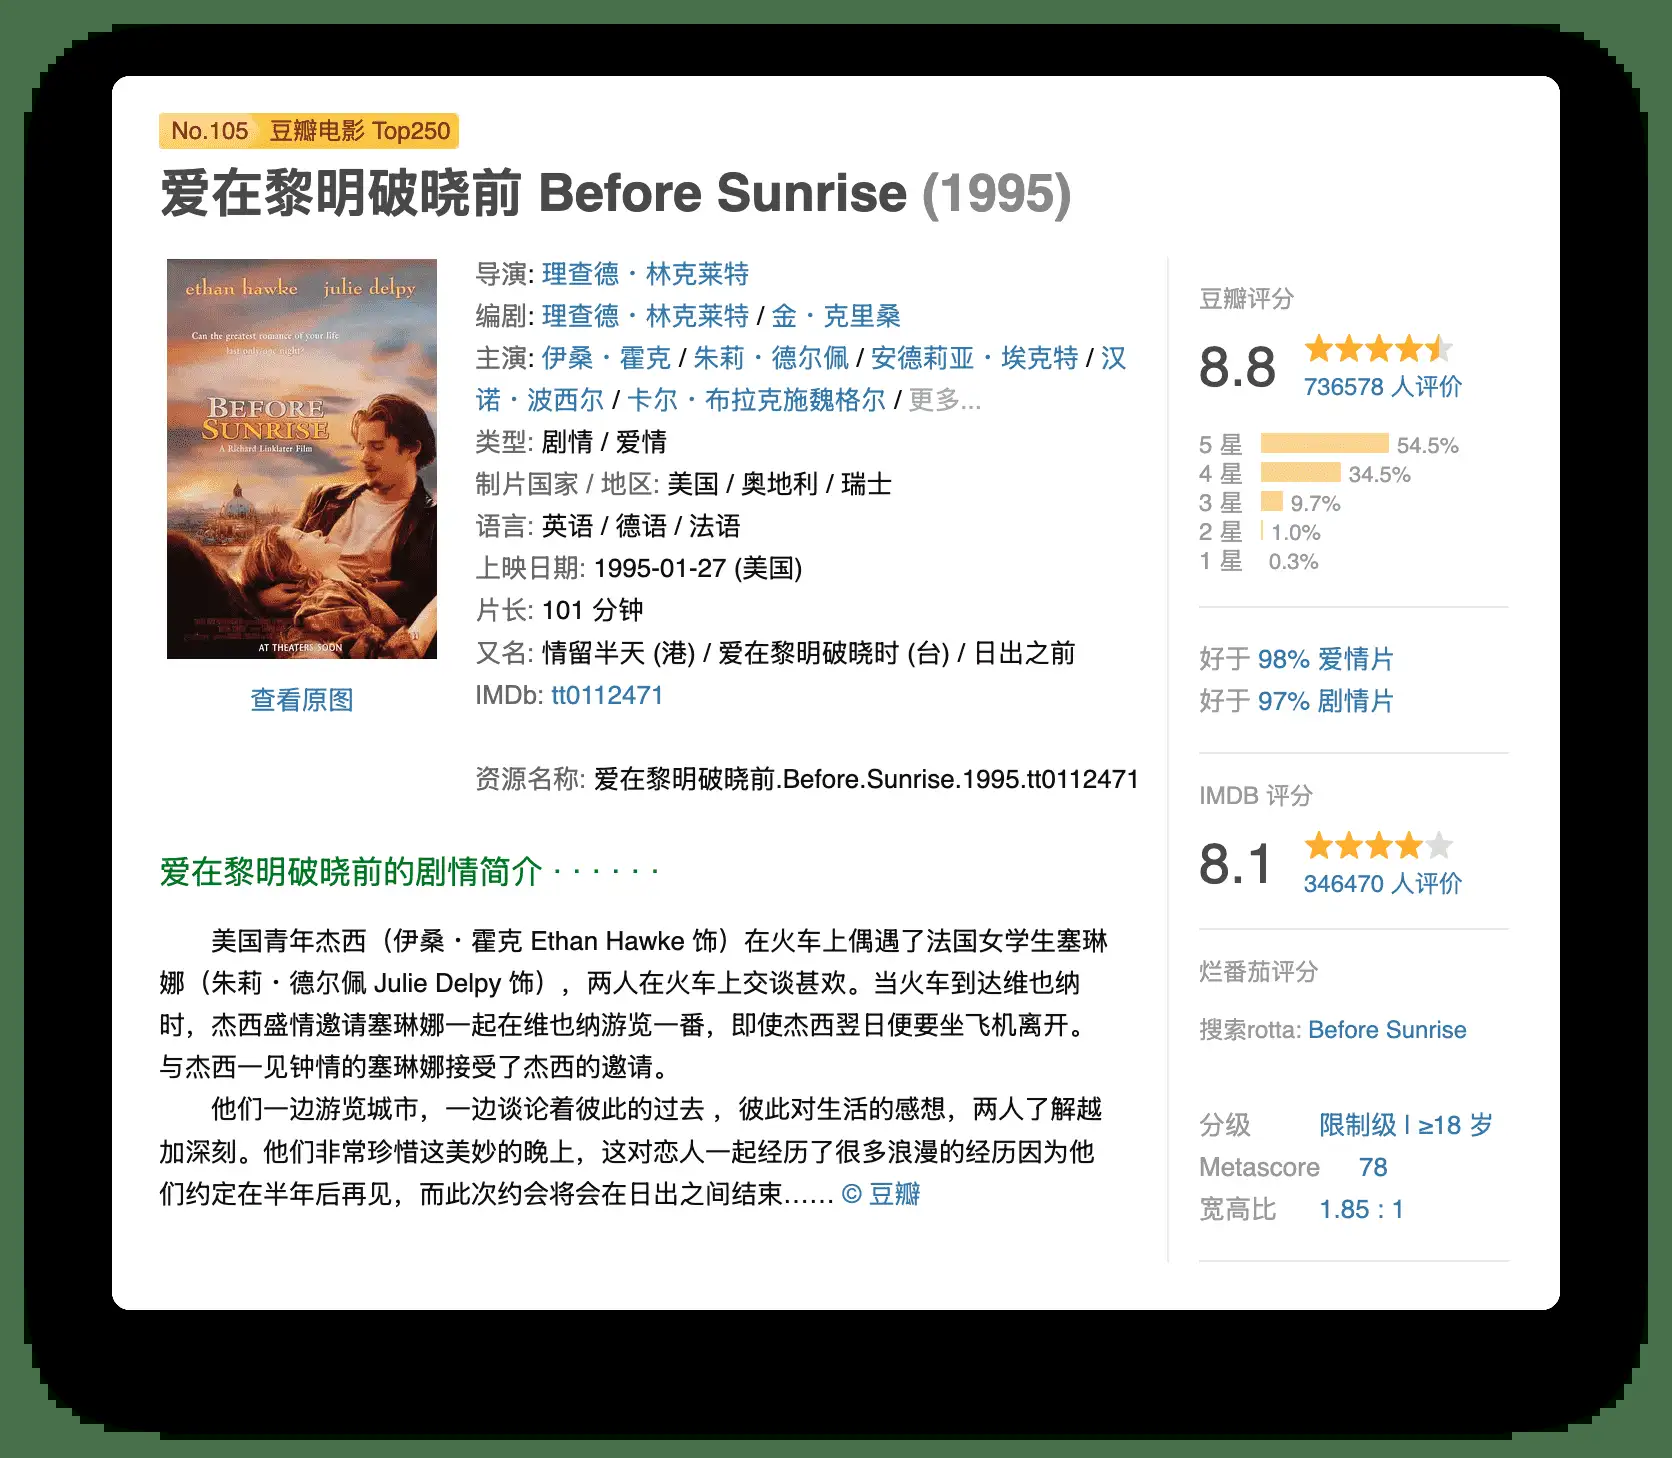 No.105 豆瓣电影 Top250
爱在黎明破晓前 Before Sunrise (1995)
ethan hawke julie delpy
Can the greatest romance of your life
last only one night?
BEFORE
SUNRISE
A Richard Linklater Film
AT THEATERS SOON
查看原图
导演: 理查德·林克莱特
编剧: 理查德·林克莱特 / 金·克里桑
主演: 伊桑·霍克 / 朱莉·德尔佩 / 安德莉亚·埃克特 / 汉
诺·波西尔 / 卡尔·布拉克施魏格尔 / 更多...
类型: 剧情 / 爱情
制片国家 / 地区: 美国 / 奥地利 / 瑞士
语言: 英语 / 德语 / 法语
上映日期: 1995-01-27 (美国)
片长: 101 分钟
又名: 情留半天 (港) / 爱在黎明破晓时 (台) / 日出之前
IMDb: tt0112471
资源名称: 爱在黎明破晓前.Before.Sunrise.1995.tt0112471
爱在黎明破晓前的剧情简介 · · · · · ·
美国青年杰西（伊桑·霍克 Ethan Hawke 饰）在火车上偶遇了法国女学生塞琳
娜（朱莉·德尔佩 Julie Delpy 饰），两人在火车上交谈甚欢。当火车到达维也纳
时，杰西盛情邀请塞琳娜一起在维也纳游览一番，即使杰西翌日便要坐飞机离开。
与杰西一见钟情的塞琳娜接受了杰西的邀请。
他们一边游览城市，一边谈论着彼此的过去 ，彼此对生活的感想，两人了解越
加深刻。他们非常珍惜这美妙的晚上，这对恋人一起经历了很多浪漫的经历因为他
们约定在半年后再见，而此次约会将会在日出之间结束…… © 豆瓣
豆瓣评分
8.8
736578 人评价
5 星 54.5%
4 星 34.5%
3 星 9.7%
2 星 1.0%
1 星 0.3%
好于 98% 爱情片
好于 97% 剧情片
IMDB 评分
8.1
346470 人评价
烂番茄评分
搜索rotta: Before Sunrise
分级 限制级 | ≥18 岁
Metascore 78
宽高比 1.85 : 1